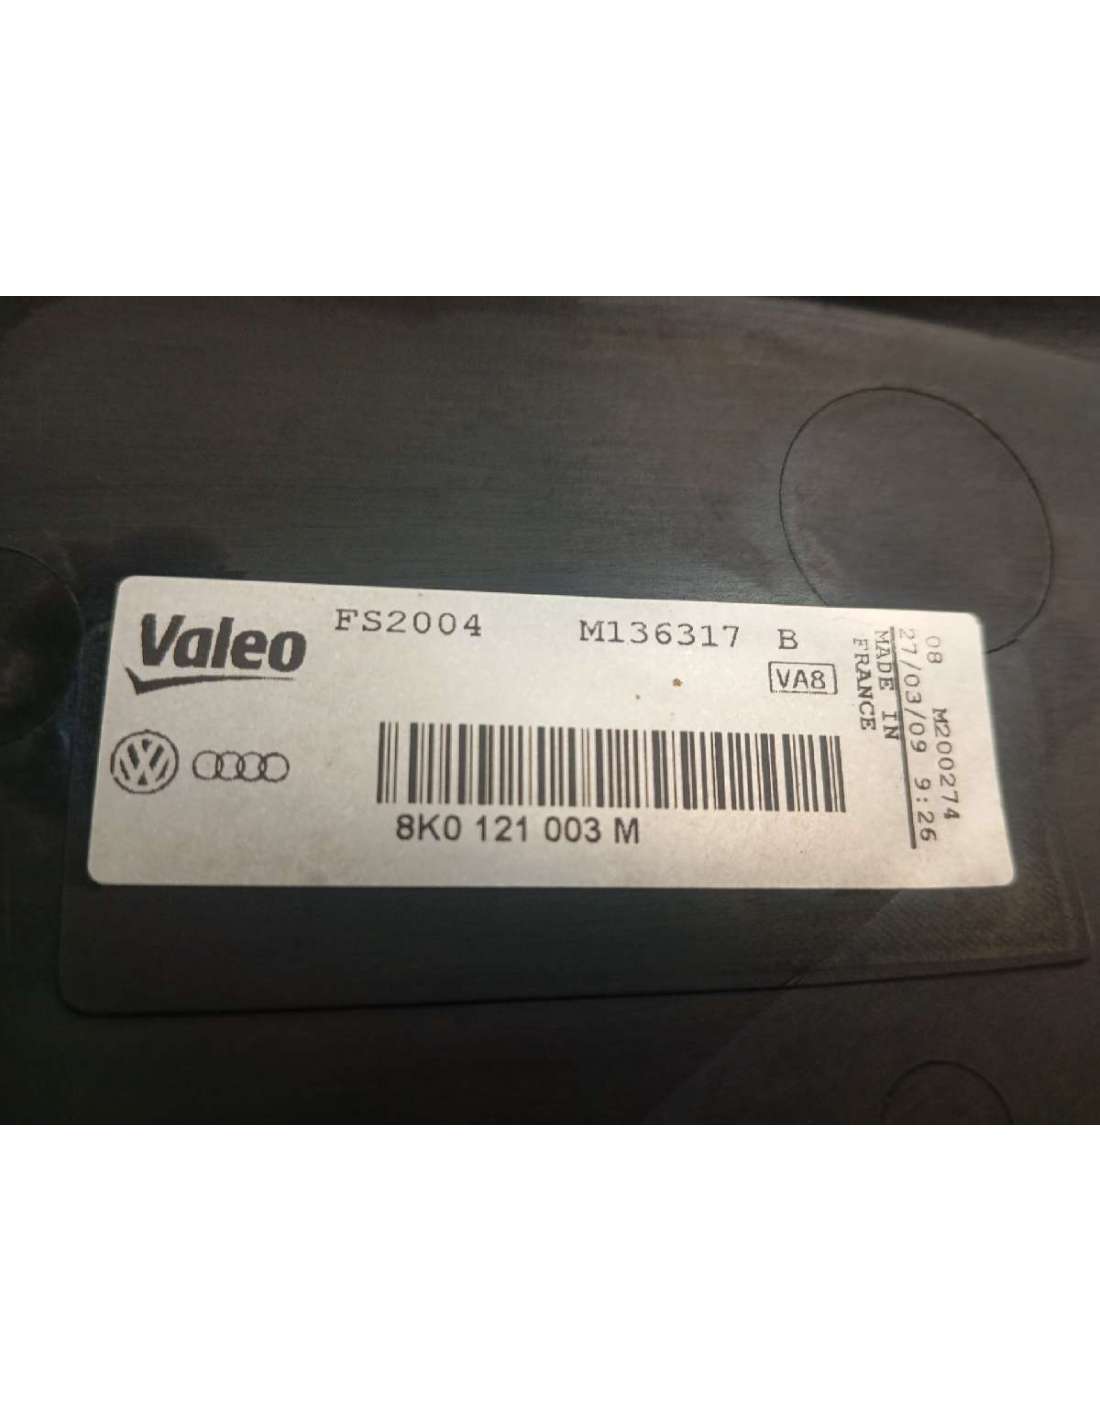 Valeo
FS2004
M136317 B
VA8
8K0 121 003 M
MADE IN
FRANCE
08 M200274
27/03/09 9:26